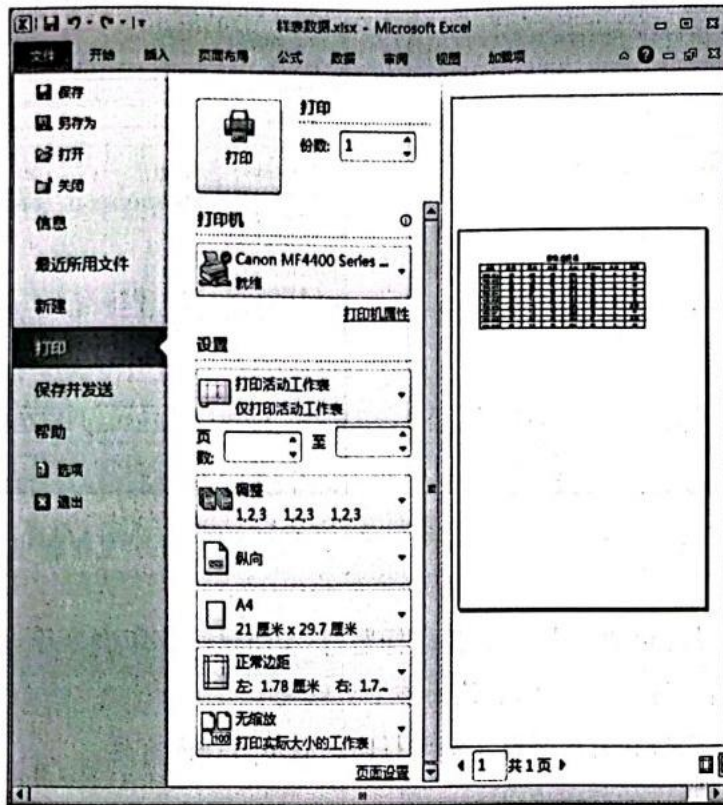 样表数据.xlsx - Microsoft Excel
文件 开始 插入 页面布局 公式 数据 审阅 视图 加载项
保存
另存为
打开
关闭
信息
最近所用文件
新建
打印
保存并发送
帮助
选项
退出
打印
打印
份数: 1
打印机
Canon MF4400 Series ...
就绪
打印机属性
设置
打印活动工作表
仅打印活动工作表
页数: 至
调整
1,2,3 1,2,3 1,2,3
纵向
A4
21 厘米 x 29.7 厘米
正常边距
左: 1.78 厘米 右: 1.7...
无缩放
100
打印实际大小的工作表
页面设置
1 共1页